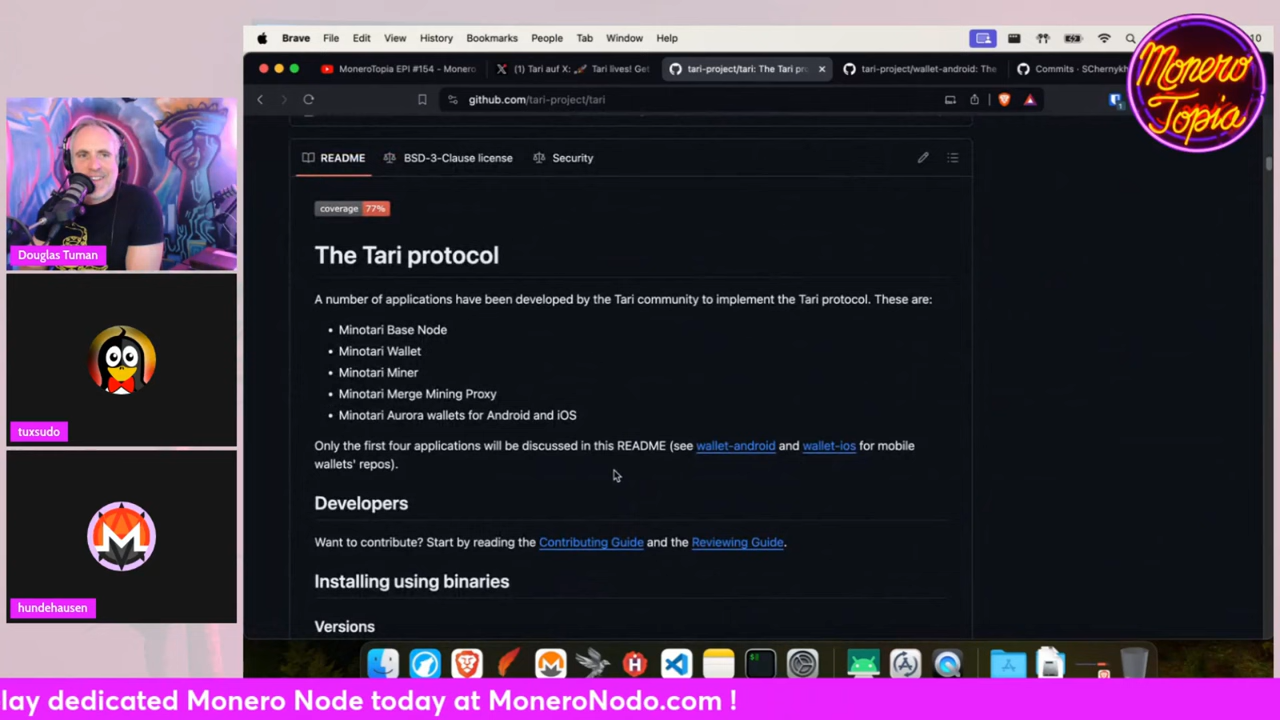 Brave File Edit View History Bookmarks People Tab Window Help
10
MoneroTopia EPI #154 - Monero
(1) Tari auf X: 🚀 Tari lives! Get
tari-project/tari: The Tari pr
tari-project/wallet-android: The
Commits · SChernykh
github.com/tari-project/tari
Monero
Topia
README
BSD-3-Clause license
Security
coverage 77%
The Tari protocol
A number of applications have been developed by the Tari community to implement the Tari protocol. These are:
• Minotari Base Node
• Minotari Wallet
• Minotari Miner
• Minotari Merge Mining Proxy
• Minotari Aurora wallets for Android and iOS
Only the first four applications will be discussed in this README (see wallet-android and wallet-ios for mobile
wallets' repos).
Developers
Want to contribute? Start by reading the Contributing Guide and the Reviewing Guide.
Installing using binaries
Versions
Douglas Tuman
tuxsudo
hundehausen
lay dedicated Monero Node today at MoneroNodo.com !